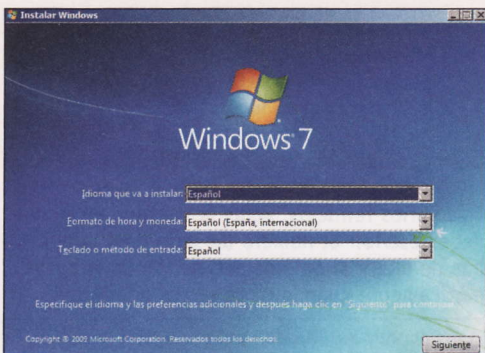 Instalar Windows
Windows 7
Idioma que va a instalar: Español
Formato de hora y moneda: Español (España, internacional)
Teclado o método de entrada: Español
Especifique el idioma y las preferencias adicionales y después haga clic en "Siguiente" para continuar.
Copyright © 2009 Microsoft Corporation. Reservados todos los derechos.
Siguiente